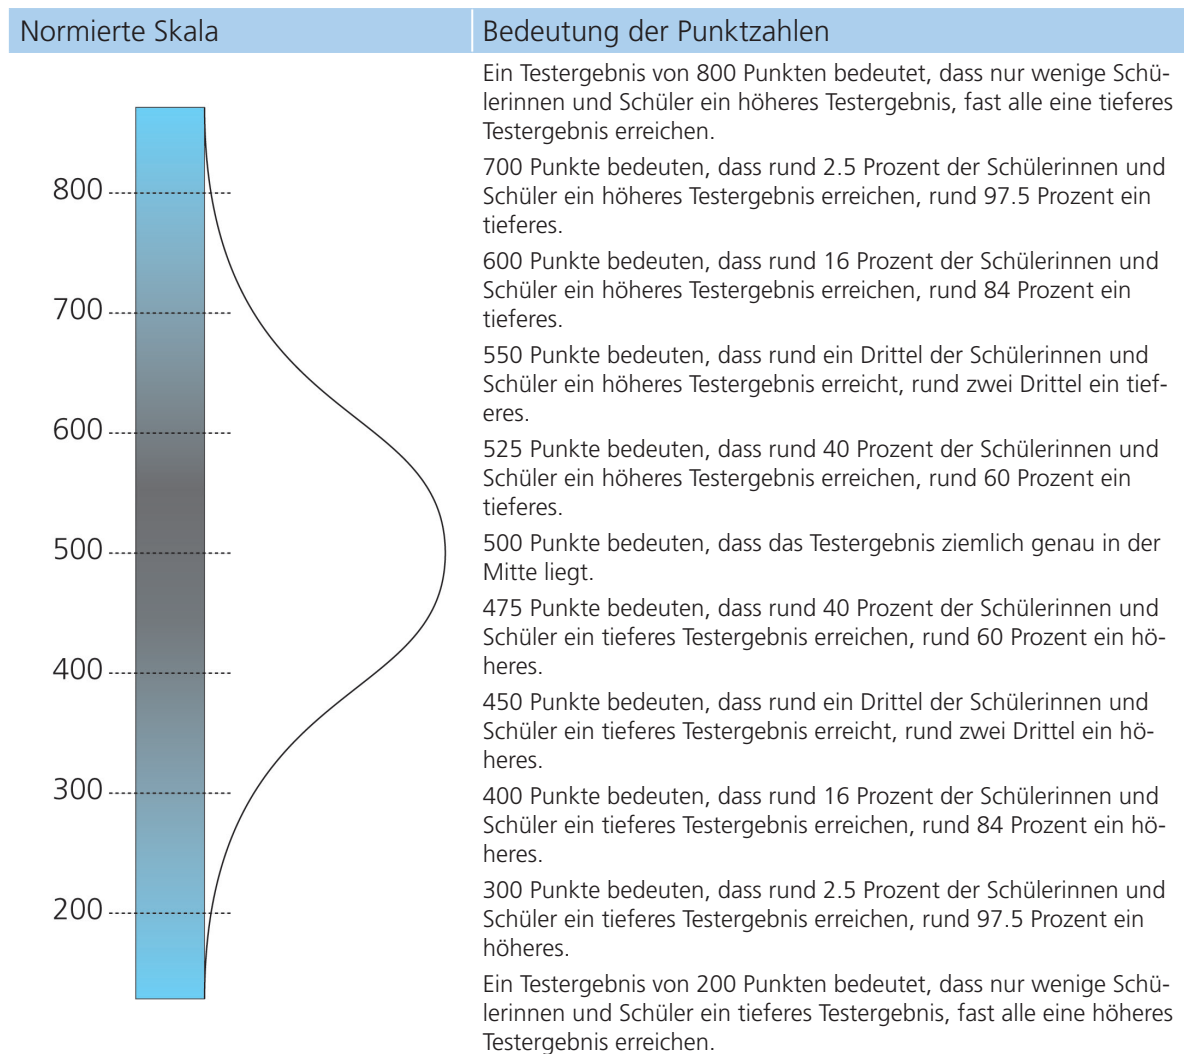 Normierte Skala
Bedeutung der Punktzahlen
800
700
600
500
400
300
200
Ein Testergebnis von 800 Punkten bedeutet, dass nur wenige Schü-
lerinnen und Schüler ein höheres Testergebnis, fast alle eine tieferes
Testergebnis erreichen.
700 Punkte bedeuten, dass rund 2.5 Prozent der Schülerinnen und
Schüler ein höheres Testergebnis erreichen, rund 97.5 Prozent ein
tieferes.
600 Punkte bedeuten, dass rund 16 Prozent der Schülerinnen und
Schüler ein höheres Testergebnis erreichen, rund 84 Prozent ein
tieferes.
550 Punkte bedeuten, dass rund ein Drittel der Schülerinnen und
Schüler ein höheres Testergebnis erreicht, rund zwei Drittel ein tief-
eres.
525 Punkte bedeuten, dass rund 40 Prozent der Schülerinnen und
Schüler ein höheres Testergebnis erreichen, rund 60 Prozent ein
tieferes.
500 Punkte bedeuten, dass das Testergebnis ziemlich genau in der
Mitte liegt.
475 Punkte bedeuten, dass rund 40 Prozent der Schülerinnen und
Schüler ein tieferes Testergebnis erreichen, rund 60 Prozent ein hö-
heres.
450 Punkte bedeuten, dass rund ein Drittel der Schülerinnen und
Schüler ein tieferes Testergebnis erreicht, rund zwei Drittel ein hö-
heres.
400 Punkte bedeuten, dass rund 16 Prozent der Schülerinnen und
Schüler ein tieferes Testergebnis erreichen, rund 84 Prozent ein hö-
heres.
300 Punkte bedeuten, dass rund 2.5 Prozent der Schülerinnen und
Schüler ein tieferes Testergebnis erreichen, rund 97.5 Prozent ein
höheres.
Ein Testergebnis von 200 Punkten bedeutet, dass nur wenige Schü-
lerinnen und Schüler ein tieferes Testergebnis, fast alle eine höheres
Testergebnis erreichen.